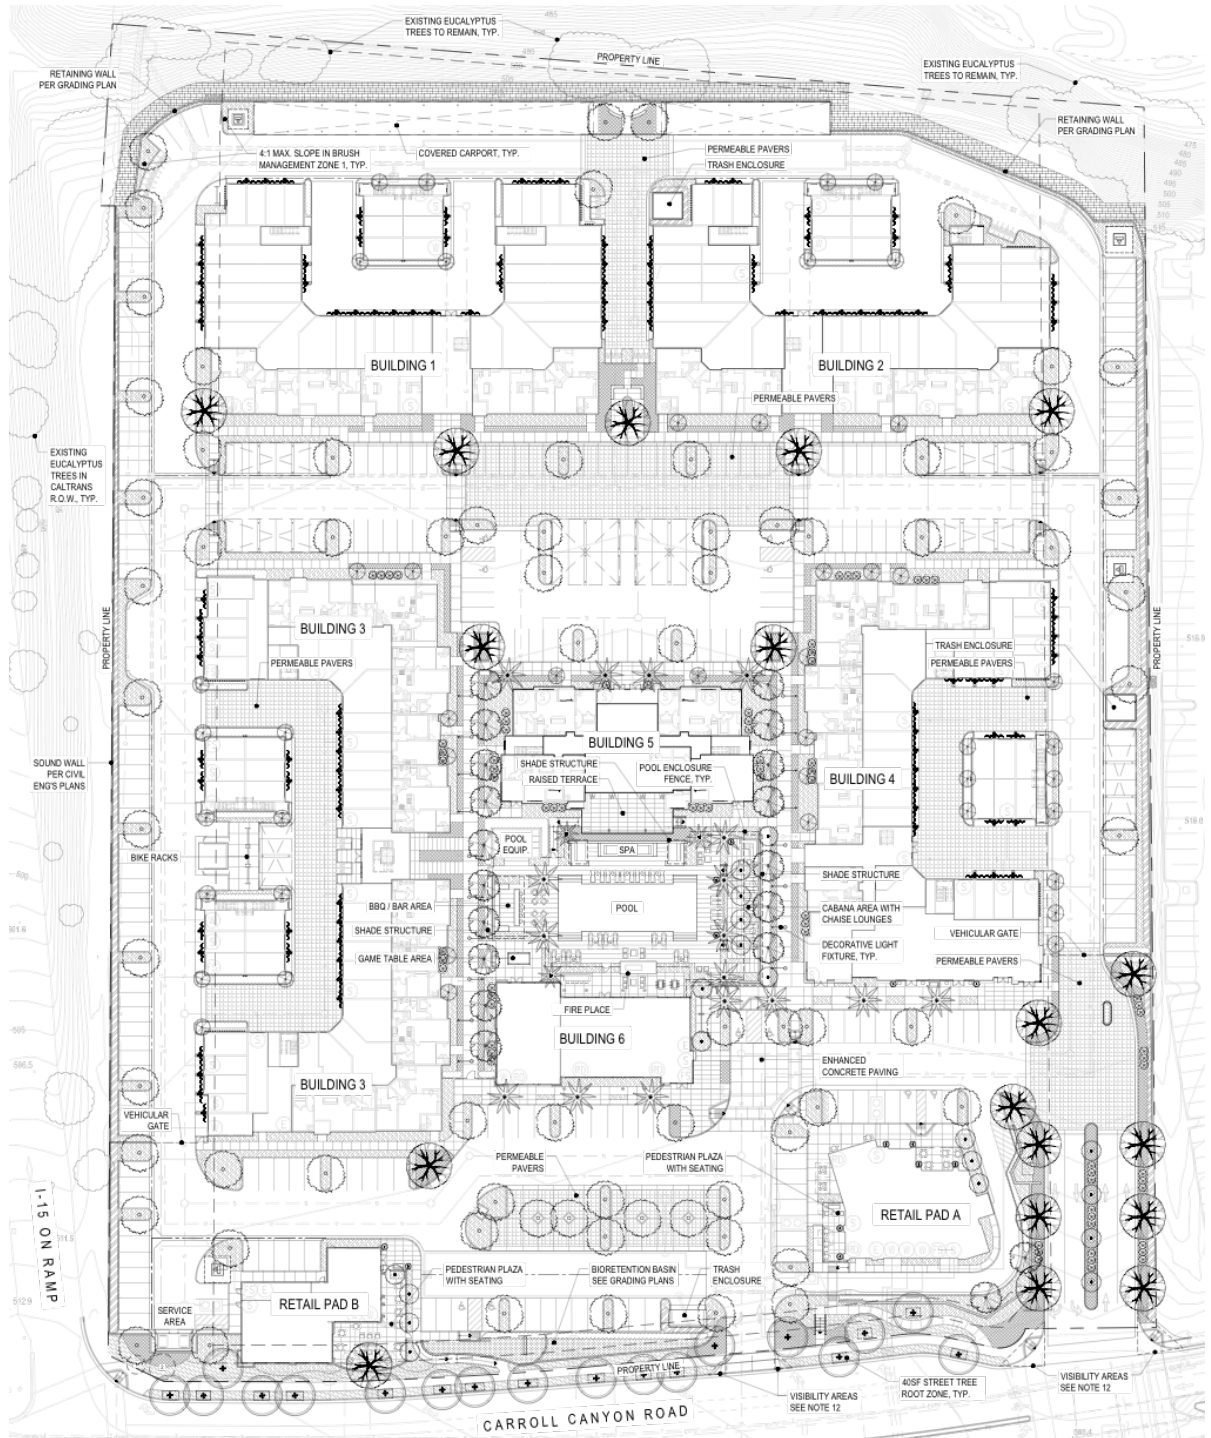 EXISTING EUCALYPTUS
TREES TO REMAIN, TYP.
PROPERTY LINE
EXISTING EUCALYPTUS
TREES TO REMAIN, TYP.
RETAINING WALL
PER GRADING PLAN
RETAINING WALL
PER GRADING PLAN
4:1 MAX. SLOPE IN BRUSH
MANAGEMENT ZONE 1, TYP.
COVERED CARPORT, TYP.
PERMEABLE PAVERS
TRASH ENCLOSURE
475
480
485
490
495
500
505
510
BUILDING 1
BUILDING 2
PERMEABLE PAVERS
EXISTING
EUCALYPTUS
TREES IN
CALTRANS
R.O.W., TYP.
PROPERTY LINE
BUILDING 3
PERMEABLE PAVERS
TRASH ENCLOSURE
PERMEABLE PAVERS
PROPERTY LINE
BUILDING 5
SHADE STRUCTURE
RAISED TERRACE
POOL ENCLOSURE
FENCE, TYP.
BUILDING 4
SOUND WALL
PER CIVIL
ENG'S PLANS
BIKE RACKS
POOL
EQUIP.
SPA
POOL
BBQ / BAR AREA
SHADE STRUCTURE
GAME TABLE AREA
SHADE STRUCTURE
CABANA AREA WITH
CHAISE LOUNGES
DECORATIVE LIGHT
FIXTURE, TYP.
VEHICULAR GATE
PERMEABLE PAVERS
FIRE PLACE
BUILDING 6
ENHANCED
CONCRETE PAVING
BUILDING 3
VEHICULAR
GATE
PERMEABLE
PAVERS
PEDESTRIAN PLAZA
WITH SEATING
RETAIL PAD A
I-15 ON RAMP
PEDESTRIAN PLAZA
WITH SEATING
BIORETENTION BASIN
SEE GRADING PLANS
TRASH
ENCLOSURE
RETAIL PAD B
SERVICE
AREA
PROPERTY LINE
40SF STREET TREE
ROOT ZONE, TYP.
VISIBILITY AREAS
SEE NOTE 12
VISIBILITY AREAS
SEE NOTE 12
CARROLL CANYON ROAD